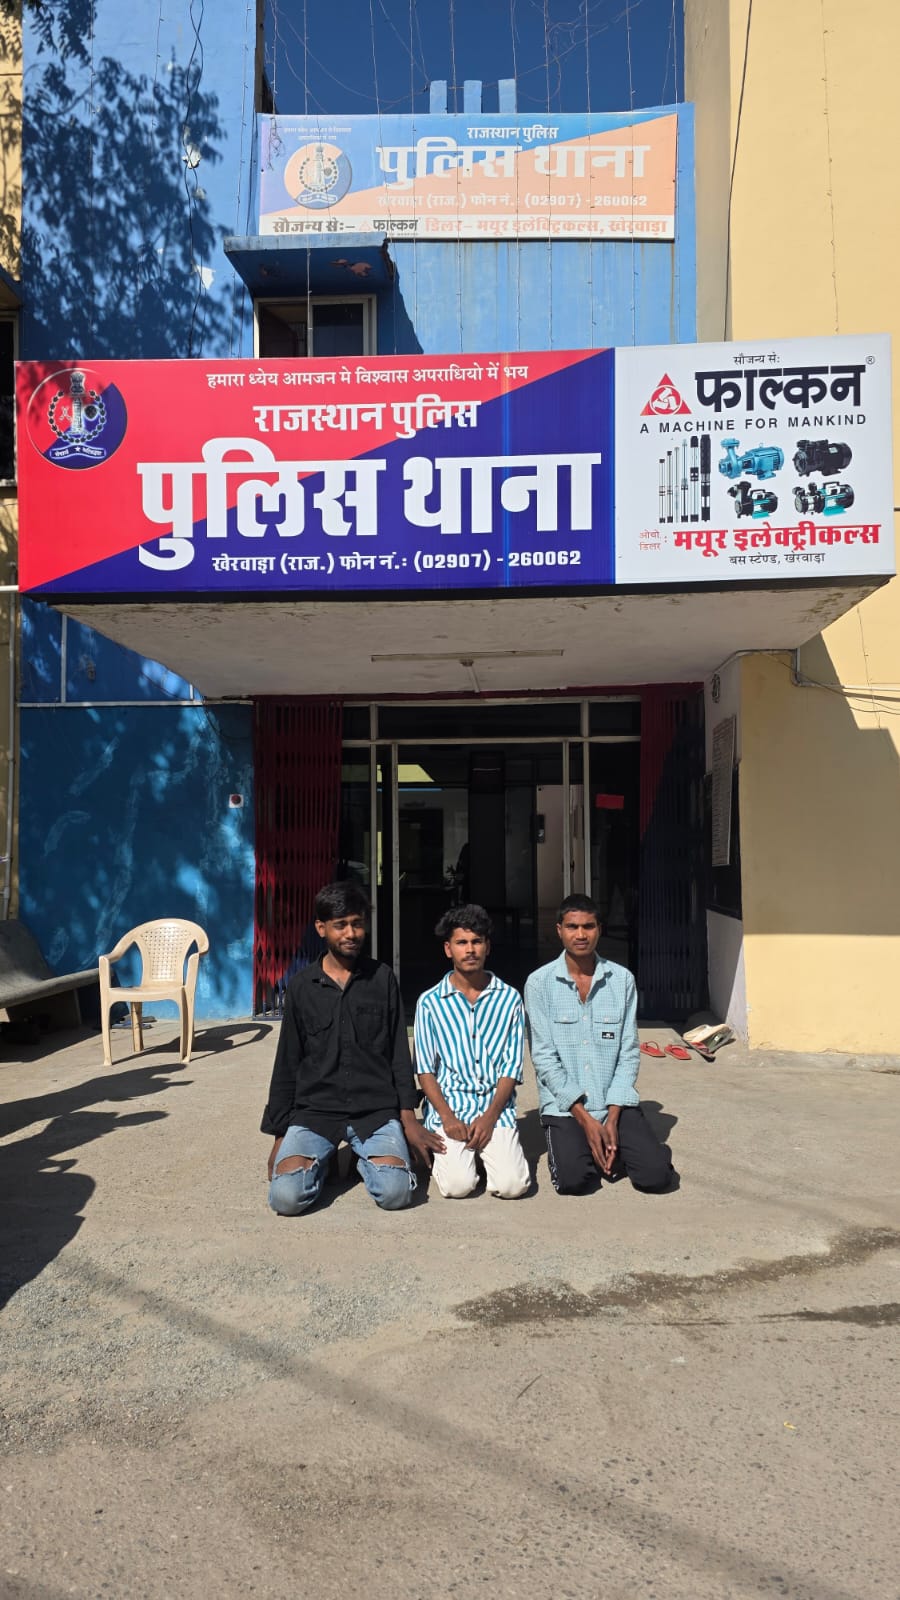 राजस्थान पुलिस
पुलिस थाना
खेरवाड़ा (राज.) फोन नं.: (02907) - 260062
सौजन्य से:- फाल्कन डिलर- मयूर इलेक्ट्रिकल्स, खेरवाड़ा
हमारा ध्येय आमजन मे विश्वास अपराधियो में भय
राजस्थान पुलिस
पुलिस थाना
खेरवाड़ा (राज.) फोन नं.: (02907) - 260062
सौजन्य से:
फाल्कन®
A MACHINE FOR MANKIND
ओथो. डिलर : मयूर इलेक्ट्रीकल्स
बस स्टेण्ड, खेरवाड़ा